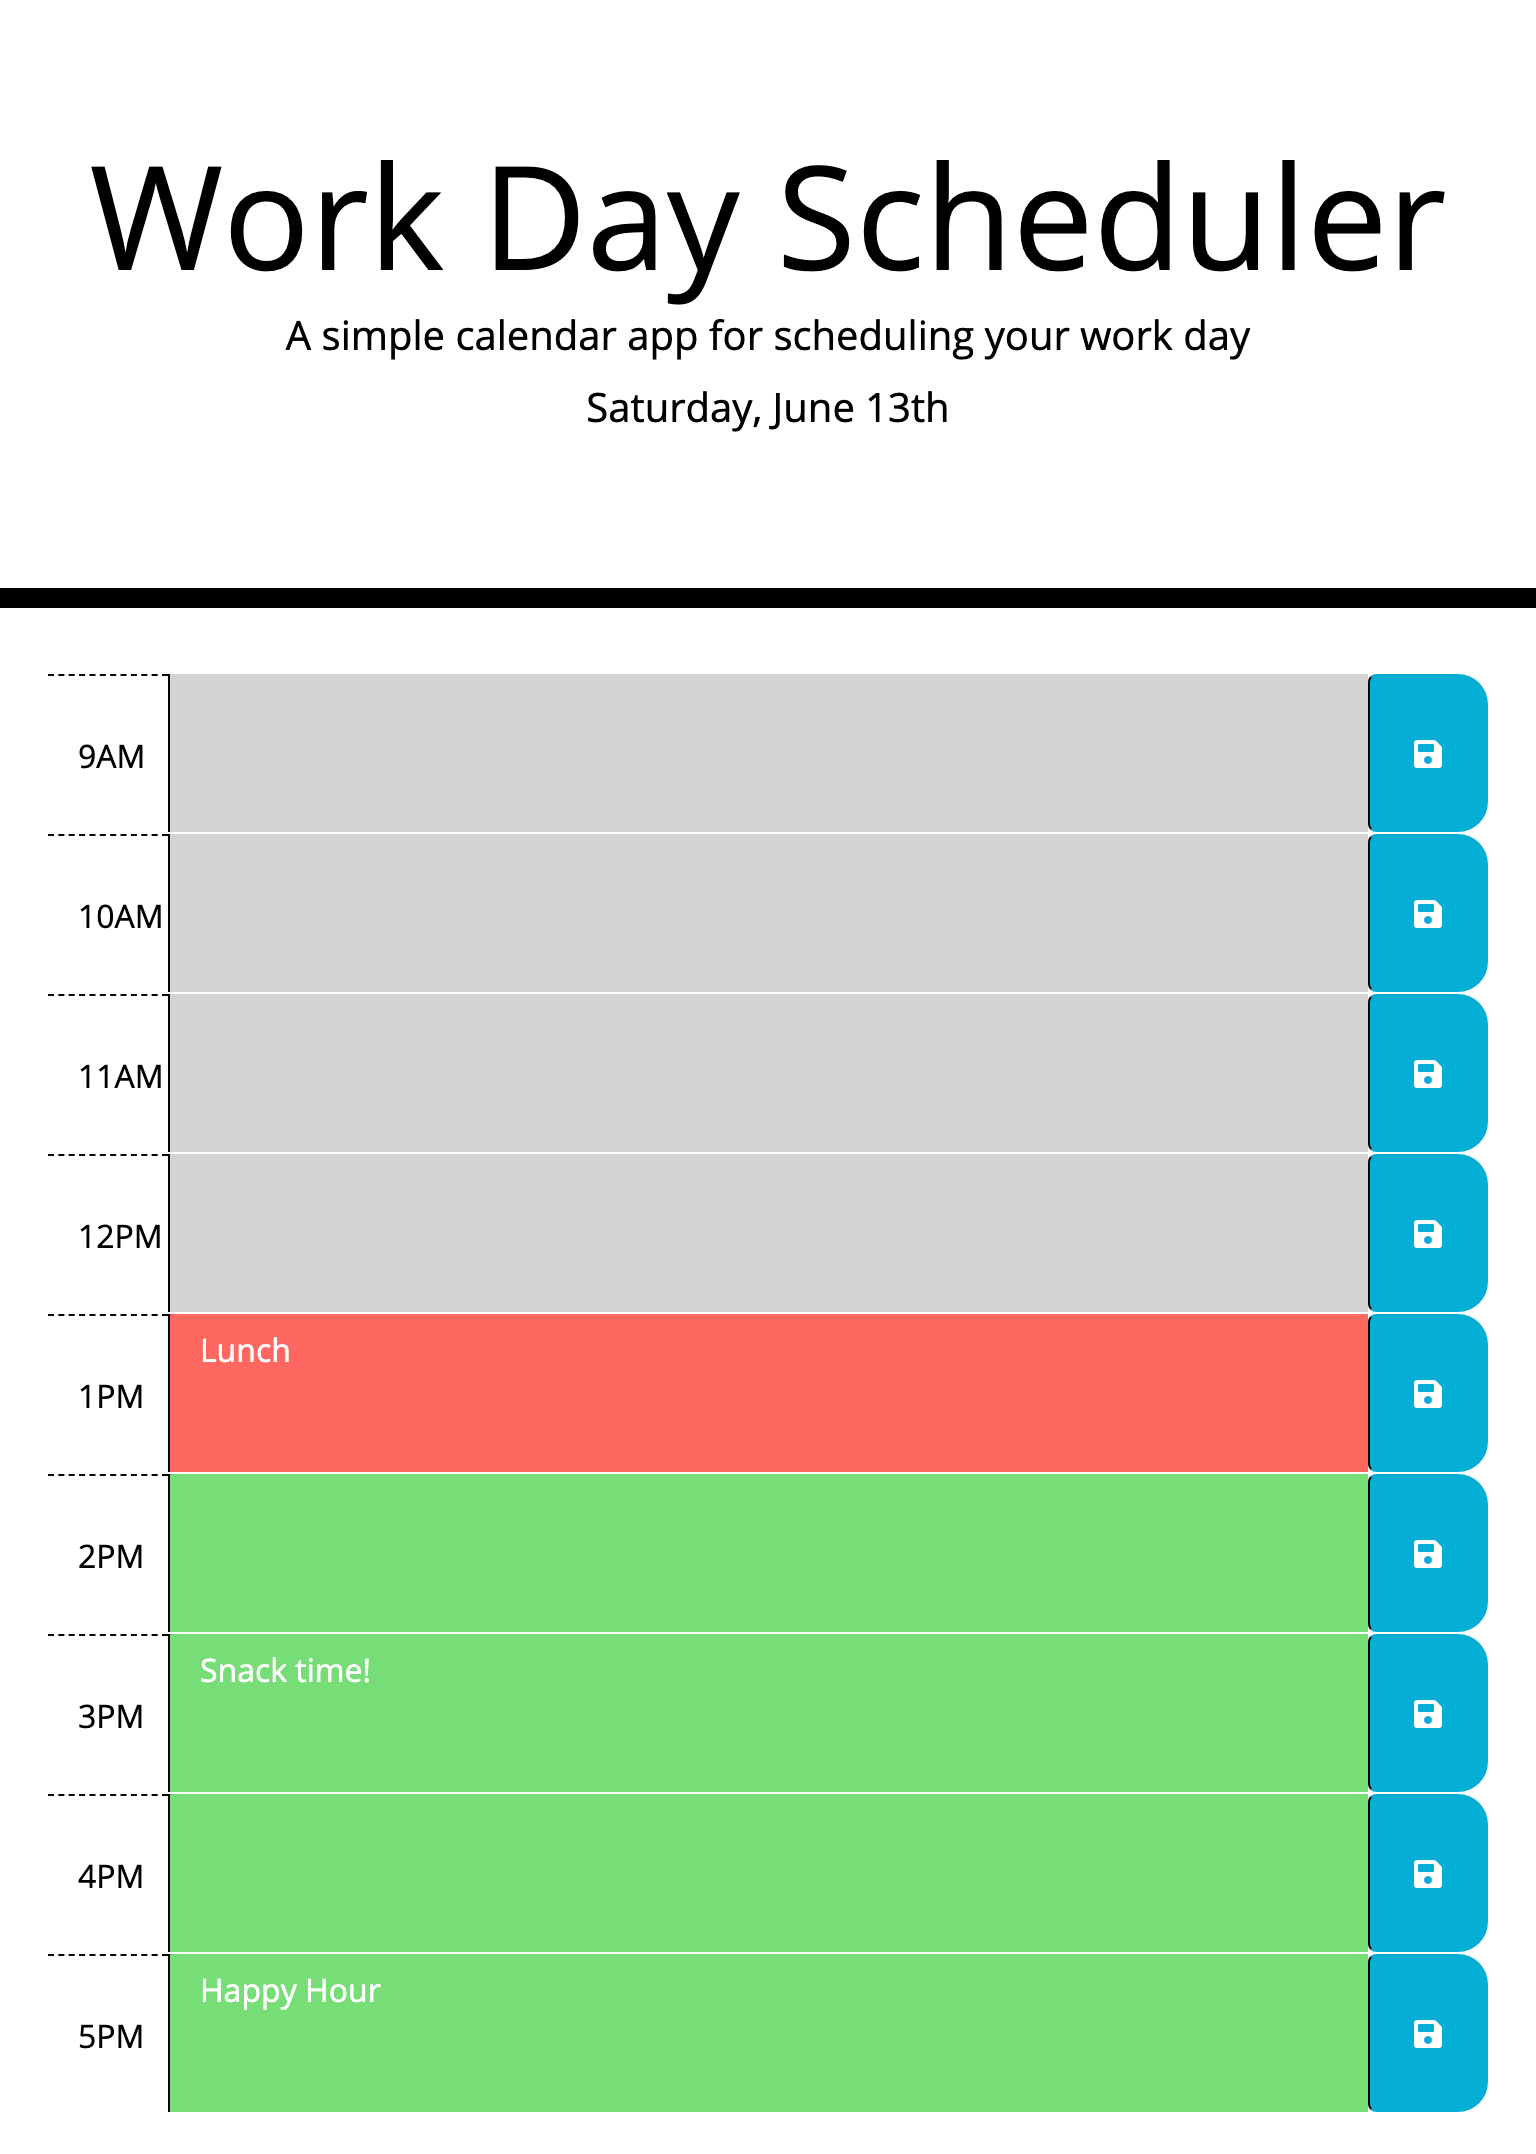 Work Day Scheduler
A simple calendar app for scheduling your work day
Saturday, June 13th
9AM
10AM
11AM
12PM
Lunch
1PM
2PM
Snack time!
3PM
4PM
Happy Hour
5PM